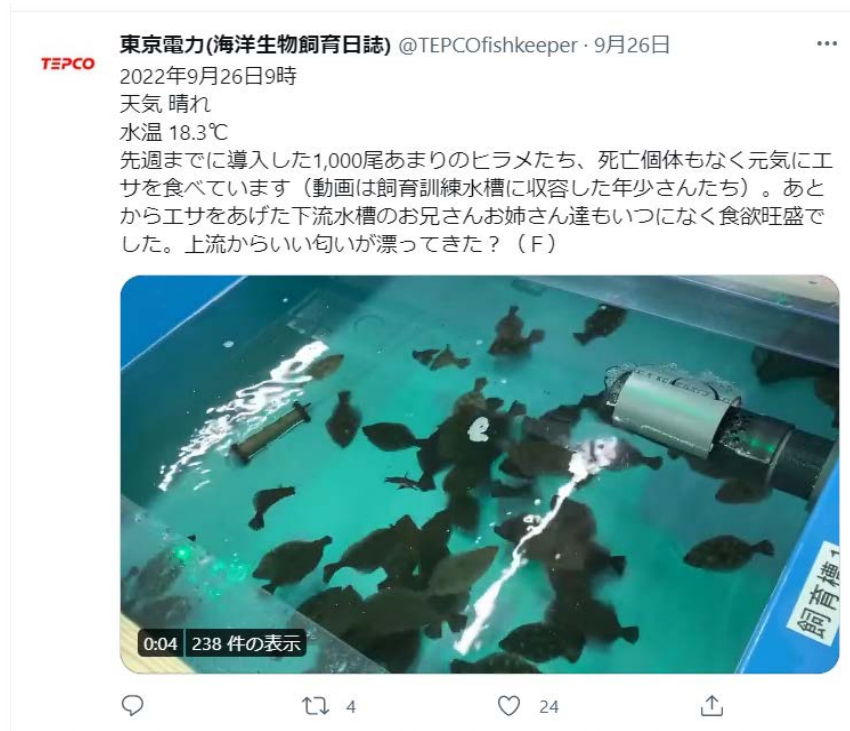 東京電力(海洋生物飼育日誌) @TEPCOfishkeeper · 9月26日
TEPCO
2022年9月26日9時
天気 晴れ
水温 18.3℃
先週までに導入した1,000尾あまりのヒラメたち、死亡個体もなく元気にエ
サを食べています（動画は飼育訓練水槽に収容した年少さんたち）。あと
からエサをあげた下流水槽のお兄さんお姉さん達もいつになく食欲旺盛で
した。上流からいい匂いが漂ってきた？（Ｆ）
飼育槽1
0:04 238 件の表示
4 24